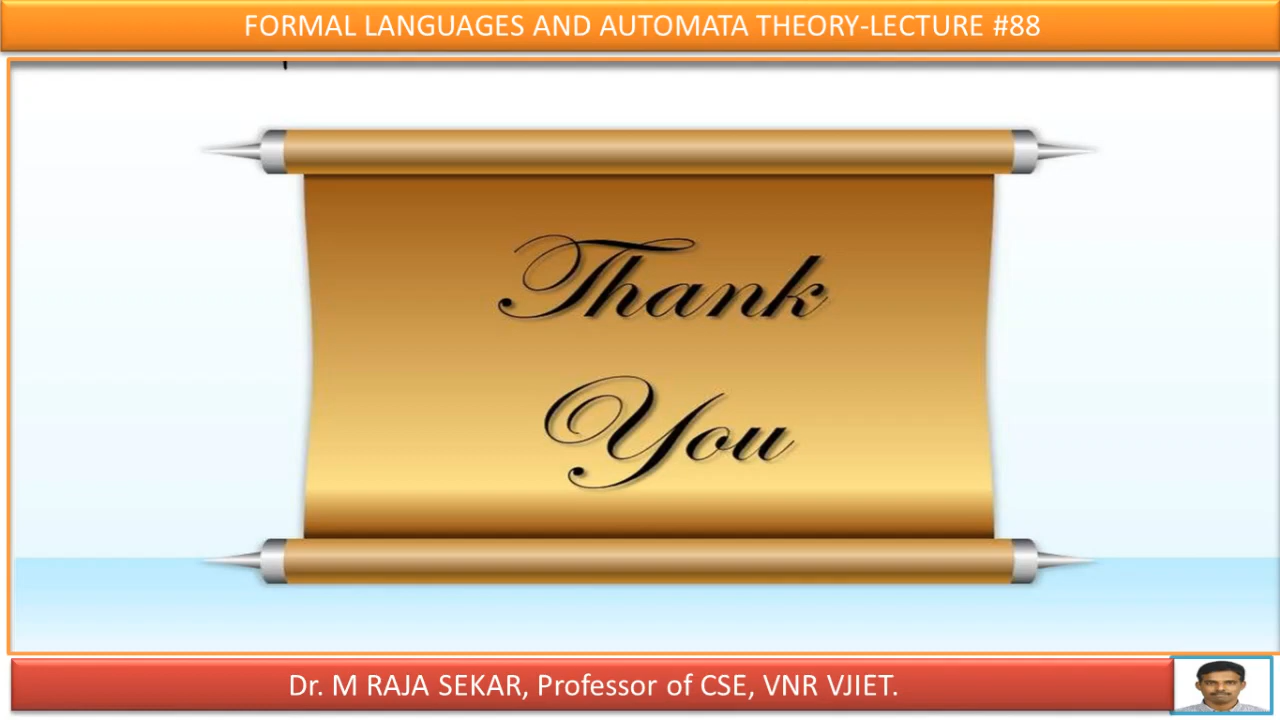 FORMAL LANGUAGES AND AUTOMATA THEORY-LECTURE #88
Thank
You
Dr. M RAJA SEKAR, Professor of CSE, VNR VJIET.